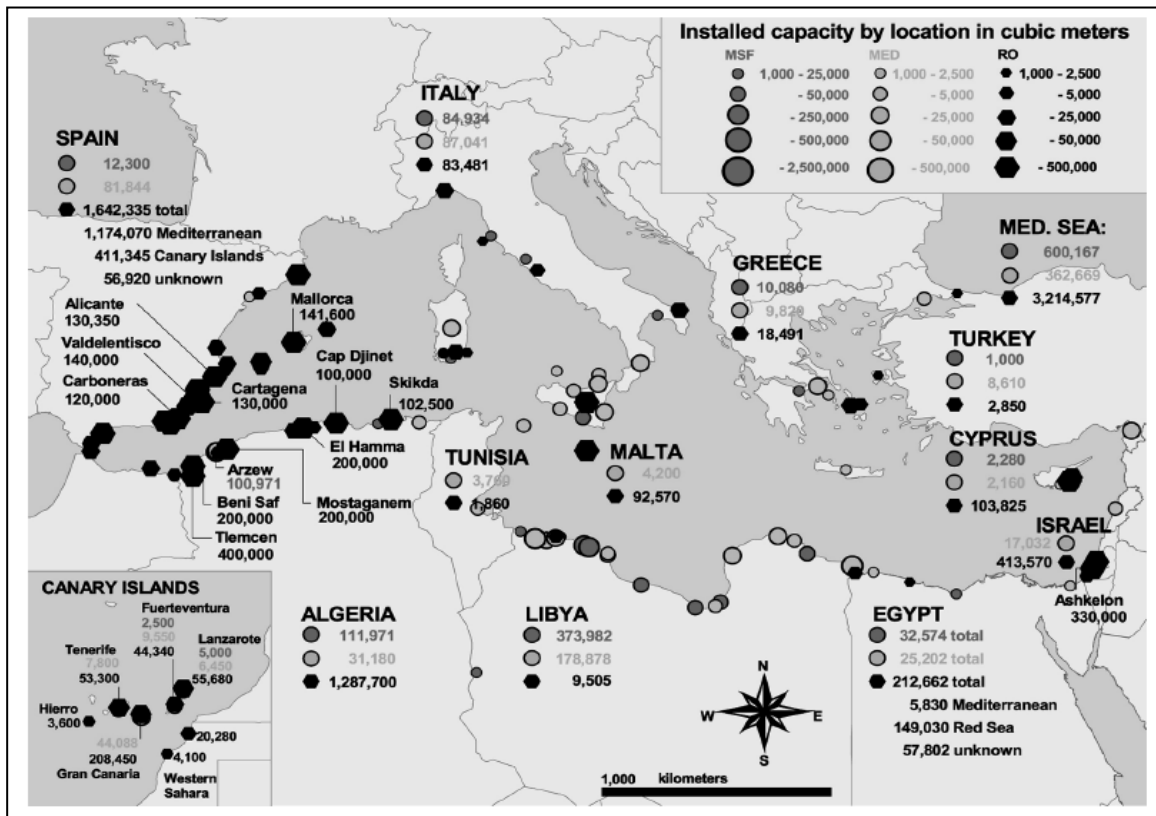 Installed capacity by location in cubic meters
MSF
1,000 - 25,000
- 50,000
- 250,000
- 500,000
- 2,500,000
MED
1,000 - 2,500
- 5,000
- 25,000
- 50,000
- 500,000
RO
1,000 - 2,500
- 5,000
- 25,000
- 50,000
- 500,000
SPAIN
12,300
81,844
1,642,335 total
1,174,070 Mediterranean
411,345 Canary Islands
56,920 unknown
ITALY
84,934
87,041
83,481
MED. SEA:
600,167
362,669
3,214,577
GREECE
10,080
18,491
TURKEY
1,000
8,610
2,850
CYPRUS
2,280
2,160
103,825
ISRAEL
17,032
413,570
Ashkelon
330,000
Alicante
130,350
Valdelentisco
140,000
Carboneras
120,000
Mallorca
141,600
Cartagena
130,000
Cap Djinet
100,000
Skikda
102,500
El Hamma
200,000
Arzew
100,971
Beni Saf
200,000
Tlemcen
400,000
Mostaganem
200,000
TUNISIA
1,860
MALTA
4,200
92,570
ALGERIA
111,971
31,180
1,287,700
LIBYA
373,982
178,878
9,505
EGYPT
32,574 total
25,202 total
212,662 total
5,830 Mediterranean
149,030 Red Sea
57,802 unknown
N
W
E
S
1,000 kilometers
CANARY ISLANDS
Fuerteventura
2,500
9,550
44,340
Lanzarote
5,000
6,450
55,680
Tenerife
7,800
53,300
Hierro
3,600
44,088
208,450
Gran Canaria
20,280
4,100
Western
Sahara